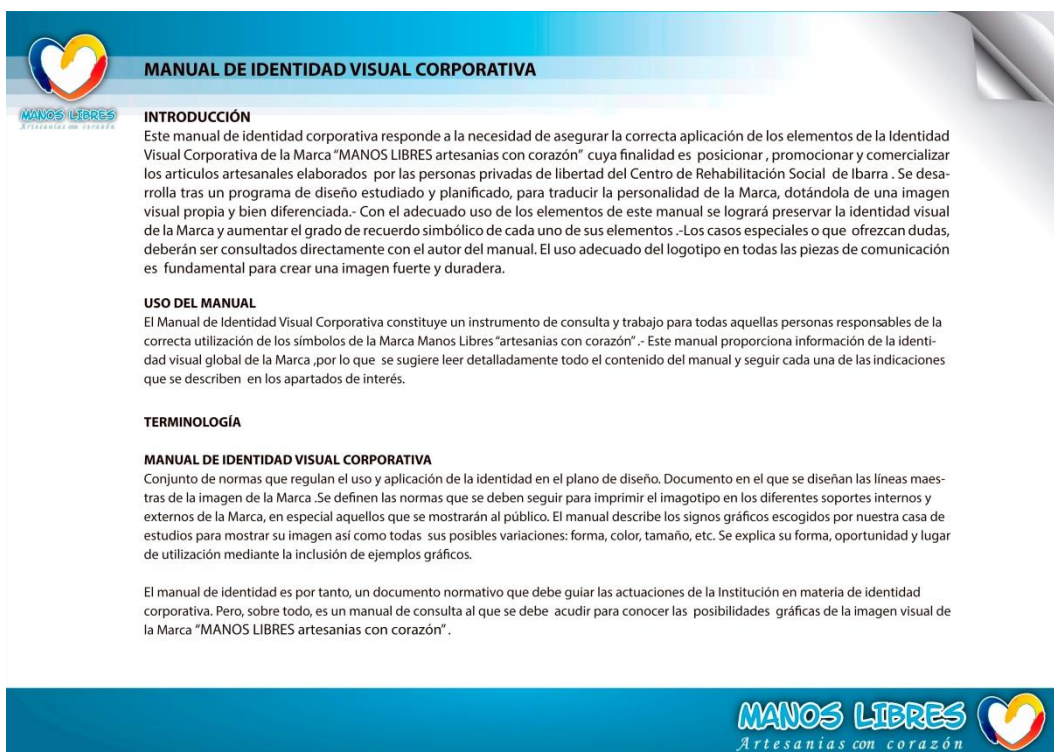 MANUAL DE IDENTIDAD VISUAL CORPORATIVA
MANOS LIBRES
Artesanias con corazón
INTRODUCCIÓN
Este manual de identidad corporativa responde a la necesidad de asegurar la correcta aplicación de los elementos de la Identidad
Visual Corporativa de la Marca “MANOS LIBRES artesanias con corazón” cuya finalidad es posicionar , promocionar y comercializar
los articulos artesanales elaborados por las personas privadas de libertad del Centro de Rehabilitación Social de Ibarra . Se desa-
rrolla tras un programa de diseño estudiado y planificado, para traducir la personalidad de la Marca, dotándola de una imagen
visual propia y bien diferenciada.- Con el adecuado uso de los elementos de este manual se logrará preservar la identidad visual
de la Marca y aumentar el grado de recuerdo simbólico de cada uno de sus elementos .-Los casos especiales o que ofrezcan dudas,
deberán ser consultados directamente con el autor del manual. El uso adecuado del logotipo en todas las piezas de comunicación
es fundamental para crear una imagen fuerte y duradera.
USO DEL MANUAL
El Manual de Identidad Visual Corporativa constituye un instrumento de consulta y trabajo para todas aquellas personas responsables de la
correcta utilización de los símbolos de la Marca Manos Libres “artesanias con corazón” .- Este manual proporciona información de la identi-
dad visual global de la Marca ,por lo que se sugiere leer detalladamente todo el contenido del manual y seguir cada una de las indicaciones
que se describen en los apartados de interés.
TERMINOLOGÍA
MANUAL DE IDENTIDAD VISUAL CORPORATIVA
Conjunto de normas que regulan el uso y aplicación de la identidad en el plano de diseño. Documento en el que se diseñan las líneas maes-
tras de la imagen de la Marca .Se definen las normas que se deben seguir para imprimir el imagotipo en los diferentes soportes internos y
externos de la Marca, en especial aquellos que se mostrarán al público. El manual describe los signos gráficos escogidos por nuestra casa de
estudios para mostrar su imagen así como todas sus posibles variaciones: forma, color, tamaño, etc. Se explica su forma, oportunidad y lugar
de utilización mediante la inclusión de ejemplos gráficos.
El manual de identidad es por tanto, un documento normativo que debe guiar las actuaciones de la Institución en materia de identidad
corporativa. Pero, sobre todo, es un manual de consulta al que se debe acudir para conocer las posibilidades gráficas de la imagen visual de
la Marca “MANOS LIBRES artesanias con corazón” .
MANOS LIBRES
Artesanias con corazón